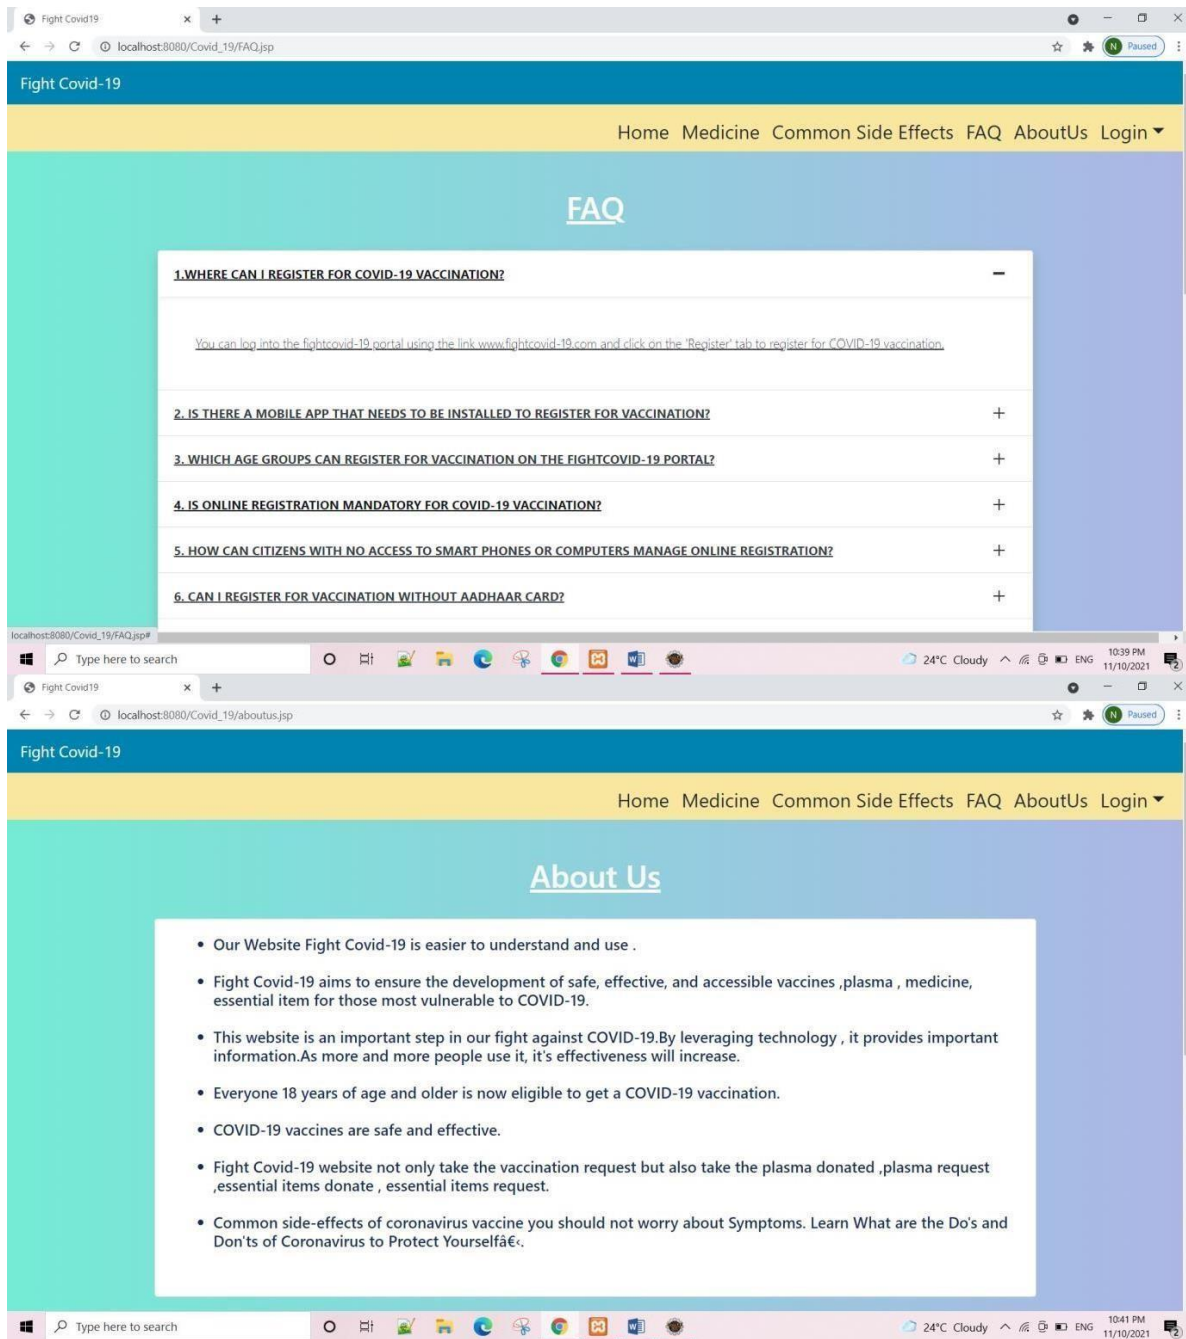 Fight Covid19
localhost:8080/Covid_19/FAQ.jsp
N Paused
Fight Covid-19
Home Medicine Common Side Effects FAQ AboutUs Login
FAQ
1.WHERE CAN I REGISTER FOR COVID-19 VACCINATION?
You can log into the fightcovid-19 portal using the link www.fightcovid-19.com and click on the 'Register' tab to register for COVID-19 vaccination.
2. IS THERE A MOBILE APP THAT NEEDS TO BE INSTALLED TO REGISTER FOR VACCINATION?
3. WHICH AGE GROUPS CAN REGISTER FOR VACCINATION ON THE FIGHTCOVID-19 PORTAL?
4. IS ONLINE REGISTRATION MANDATORY FOR COVID-19 VACCINATION?
5. HOW CAN CITIZENS WITH NO ACCESS TO SMART PHONES OR COMPUTERS MANAGE ONLINE REGISTRATION?
6. CAN I REGISTER FOR VACCINATION WITHOUT AADHAAR CARD?
localhost:8080/Covid_19/FAQ.jsp#
Type here to search
24°C Cloudy
ENG
10:39 PM
11/10/2021
2
Fight Covid19
localhost:8080/Covid_19/aboutus.jsp
N Paused
Fight Covid-19
Home Medicine Common Side Effects FAQ AboutUs Login
About Us
• Our Website Fight Covid-19 is easier to understand and use .
• Fight Covid-19 aims to ensure the development of safe, effective, and accessible vaccines ,plasma , medicine,
essential item for those most vulnerable to COVID-19.
• This website is an important step in our fight against COVID-19.By leveraging technology , it provides important
information.As more and more people use it, it's effectiveness will increase.
• Everyone 18 years of age and older is now eligible to get a COVID-19 vaccination.
• COVID-19 vaccines are safe and effective.
• Fight Covid-19 website not only take the vaccination request but also take the plasma donated ,plasma request
,essential items donate , essential items request.
• Common side-effects of coronavirus vaccine you should not worry about Symptoms. Learn What are the Do's and
Don'ts of Coronavirus to Protect Yourselfâ€‹.
Type here to search
24°C Cloudy
ENG
10:41 PM
11/10/2021
2